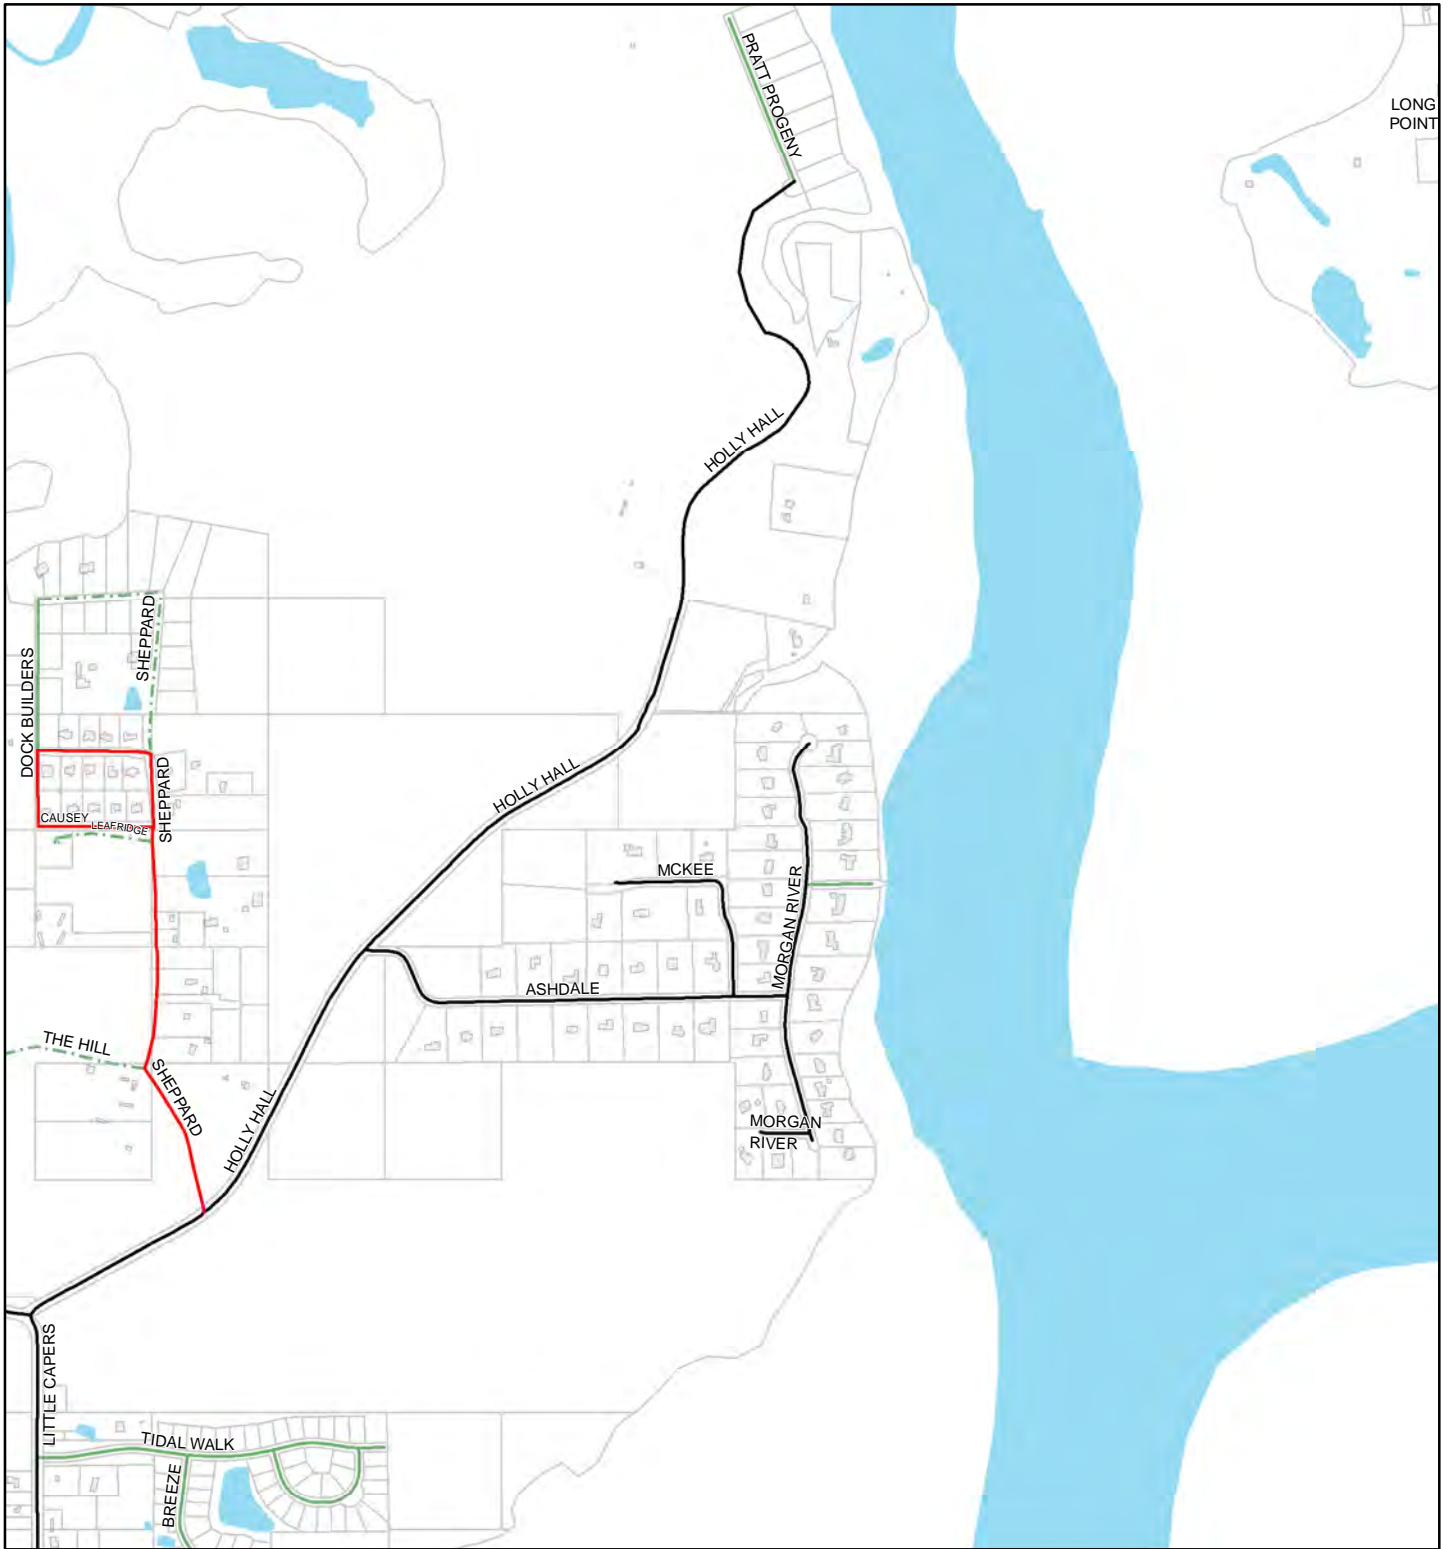 PRATT PROGENY
LONG
POINT
HOLLY HALL
SHEPPARD
DOCK BUILDERS
SHEPPARD
HOLLY HALL
CAUSEY
LEAFRIDGE
MCKEE
MORGAN RIVER
ASHDALE
THE HILL
SHEPPARD
HOLLY HALL
MORGAN
RIVER
LITTLE CAPERS
TIDAL WALK
BREEZE